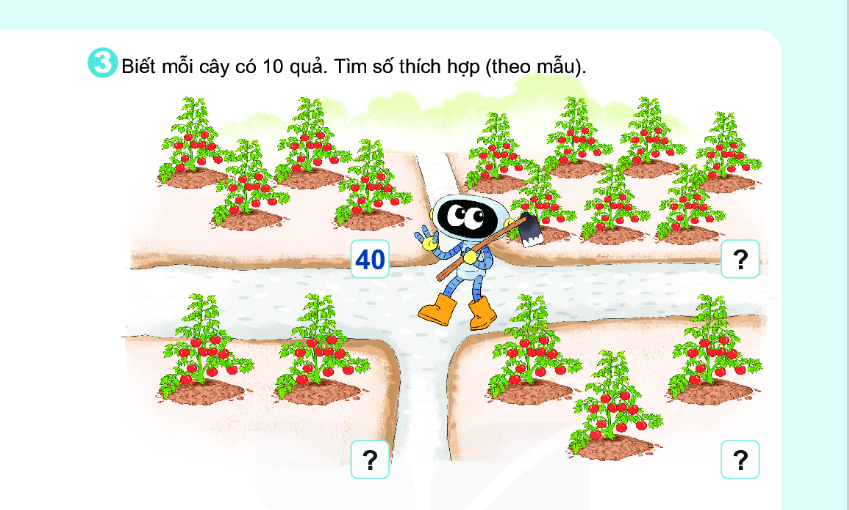 3 Biết mỗi cây có 10 quả. Tìm số thích hợp (theo mẫu).
40
?
?
?